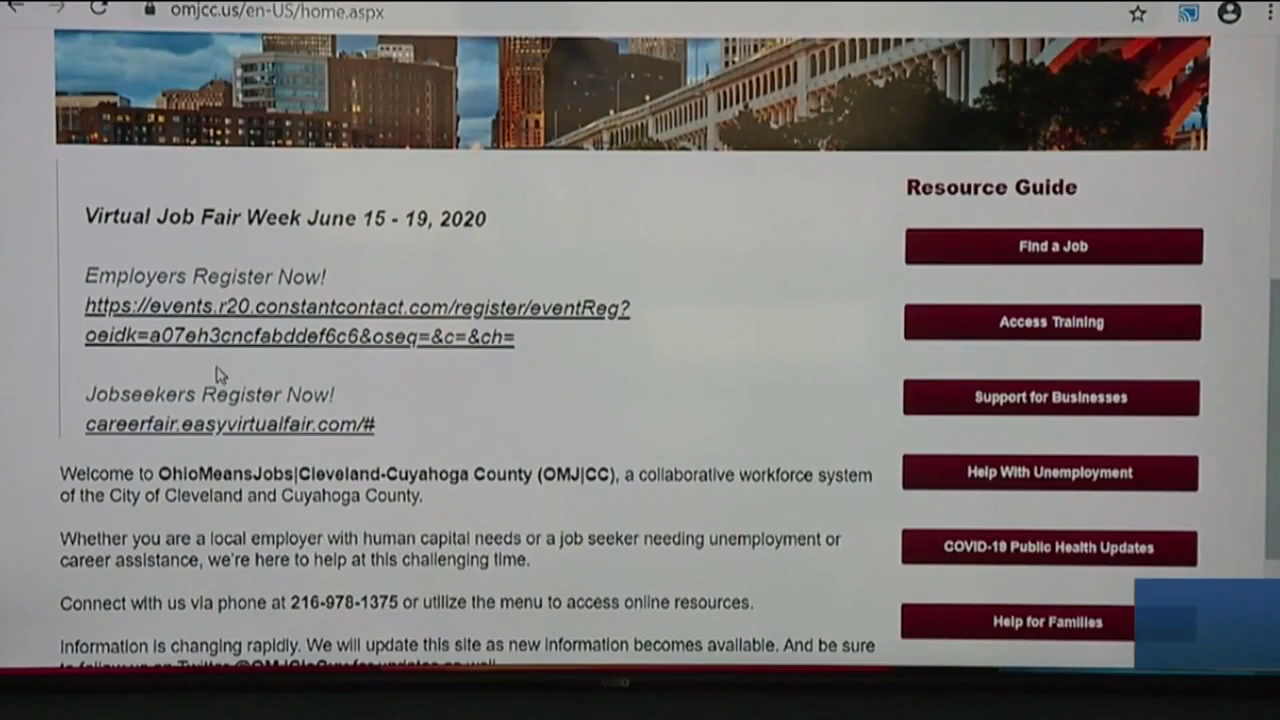 omjcc.us/en-US/home.aspx
Virtual Job Fair Week June 15 - 19, 2020
Employers Register Now!
https://events.r20.constantcontact.com/register/eventReg?
oeidk=a07eh3cncfabddef6c6&oseq=&c=&ch=
Jobseekers Register Now!
careerfair.easyvirtualfair.com/#
Welcome to OhioMeansJobs|Cleveland-Cuyahoga County (OMJ|CC), a collaborative workforce system
of the City of Cleveland and Cuyahoga County.
Whether you are a local employer with human capital needs or a job seeker needing unemployment or
career assistance, we're here to help at this challenging time.
Connect with us via phone at 216-978-1375 or utilize the menu to access online resources.
Information is changing rapidly. We will update this site as new information becomes available. And be sure
Resource Guide
Find a Job
Access Training
Support for Businesses
Help With Unemployment
COVID-19 Public Health Updates
Help for Families